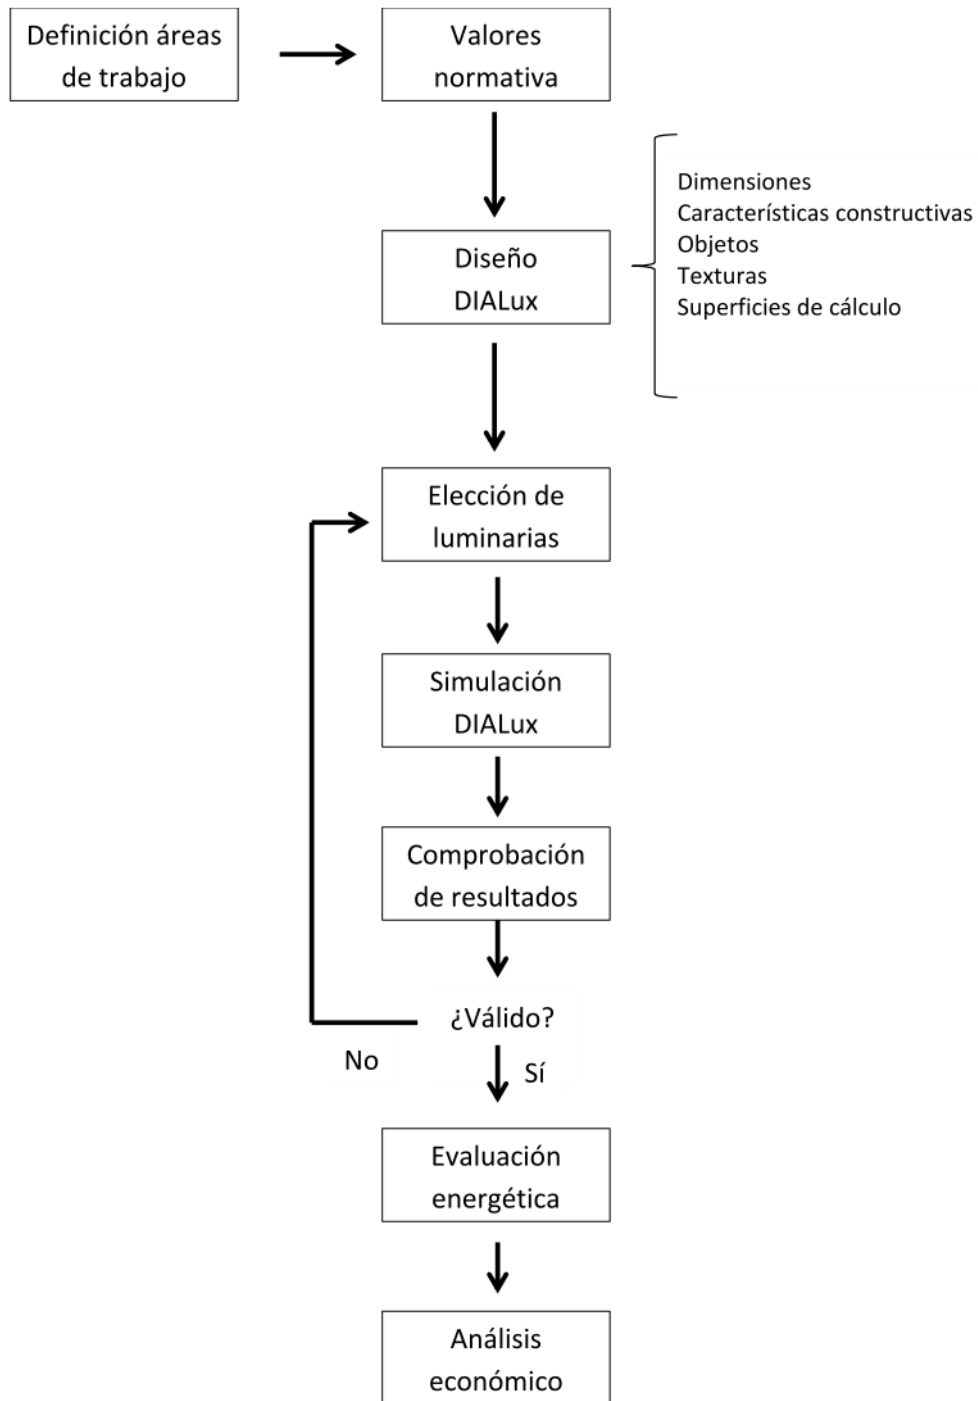 Definición áreas
de trabajo
Valores
normativa
Dimensiones
Características constructivas
Objetos
Texturas
Superficies de cálculo
Diseño
DIALux
Elección de
luminarias
Simulación
DIALux
Comprobación
de resultados
¿Válido?
No
Sí
Evaluación
energética
Análisis
económico